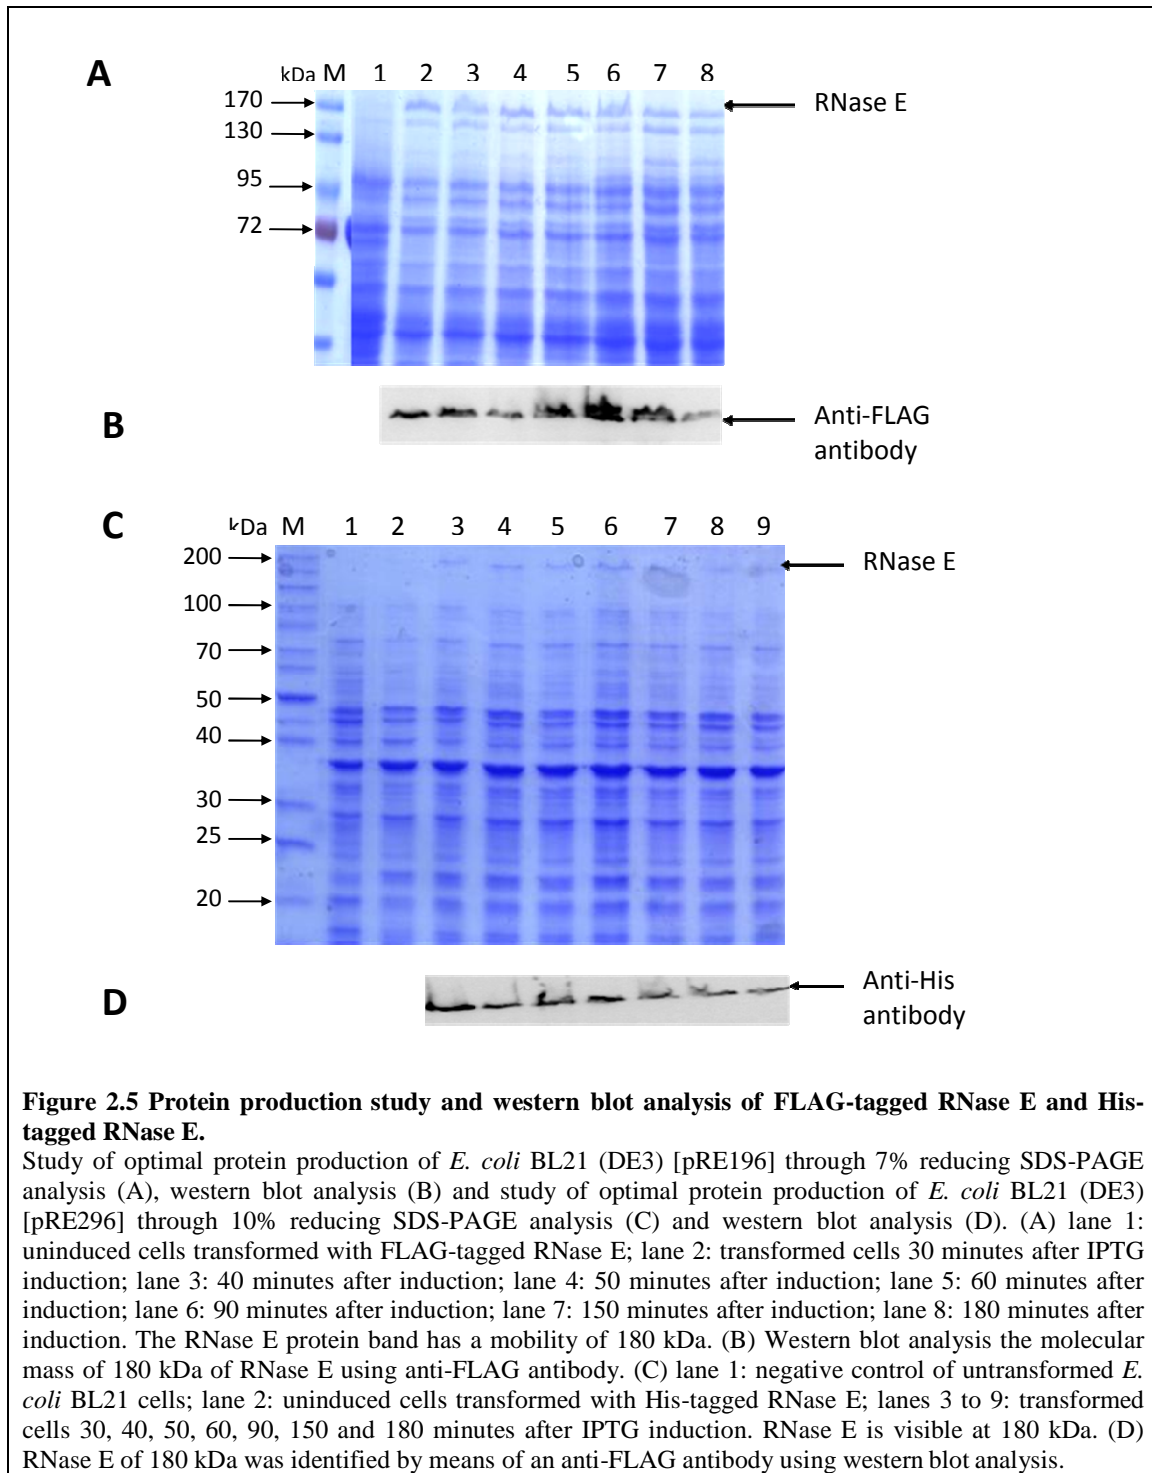 A
kDa M 1 2 3 4 5 6 7 8
170
RNase E
130
95
72
B
Anti-FLAG
antibody
C
kDa M 1 2 3 4 5 6 7 8 9
200
RNase E
100
70
50
40
30
25
20
D
Anti-His
antibody
Figure 2.5 Protein production study and western blot analysis of FLAG-tagged RNase E and His-
tagged RNase E.
Study of optimal protein production of E. coli BL21 (DE3) [pRE196] through 7% reducing SDS-PAGE
analysis (A), western blot analysis (B) and study of optimal protein production of E. coli BL21 (DE3)
[pRE296] through 10% reducing SDS-PAGE analysis (C) and western blot analysis (D). (A) lane 1:
uninduced cells transformed with FLAG-tagged RNase E; lane 2: transformed cells 30 minutes after IPTG
induction; lane 3: 40 minutes after induction; lane 4: 50 minutes after induction; lane 5: 60 minutes after
induction; lane 6: 90 minutes after induction; lane 7: 150 minutes after induction; lane 8: 180 minutes after
induction. The RNase E protein band has a mobility of 180 kDa. (B) Western blot analysis the molecular
mass of 180 kDa of RNase E using anti-FLAG antibody. (C) lane 1: negative control of untransformed E.
coli BL21 cells; lane 2: uninduced cells transformed with His-tagged RNase E; lanes 3 to 9: transformed
cells 30, 40, 50, 60, 90, 150 and 180 minutes after IPTG induction. RNase E is visible at 180 kDa. (D)
RNase E of 180 kDa was identified by means of an anti-FLAG antibody using western blot analysis.